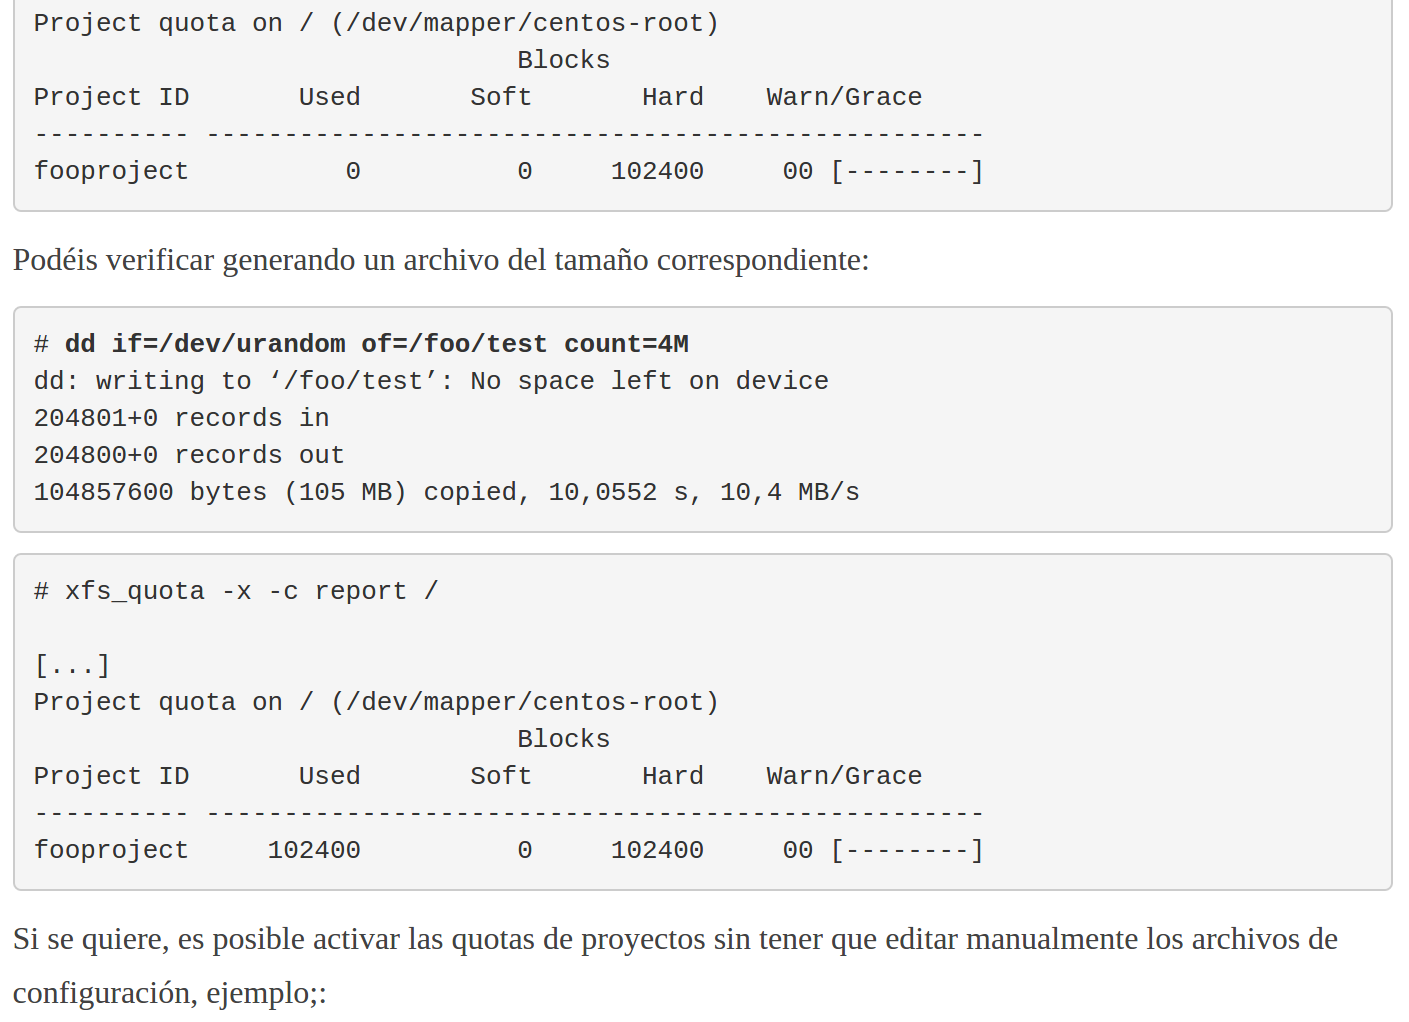 Project quota on / (/dev/mapper/centos-root)
                               Blocks
Project ID       Used       Soft       Hard    Warn/Grace
---------- --------------------------------------------------
fooproject          0          0     102400     00 [--------]
Podéis verificar generando un archivo del tamaño correspondiente:
# dd if=/dev/urandom of=/foo/test count=4M
dd: writing to ‘/foo/test’: No space left on device
204801+0 records in
204800+0 records out
104857600 bytes (105 MB) copied, 10,0552 s, 10,4 MB/s
# xfs_quota -x -c report /
[...]
Project quota on / (/dev/mapper/centos-root)
                               Blocks
Project ID       Used       Soft       Hard    Warn/Grace
---------- --------------------------------------------------
fooproject     102400          0     102400     00 [--------]
Si se quiere, es posible activar las quotas de proyectos sin tener que editar manualmente los archivos de
configuración, ejemplo;: